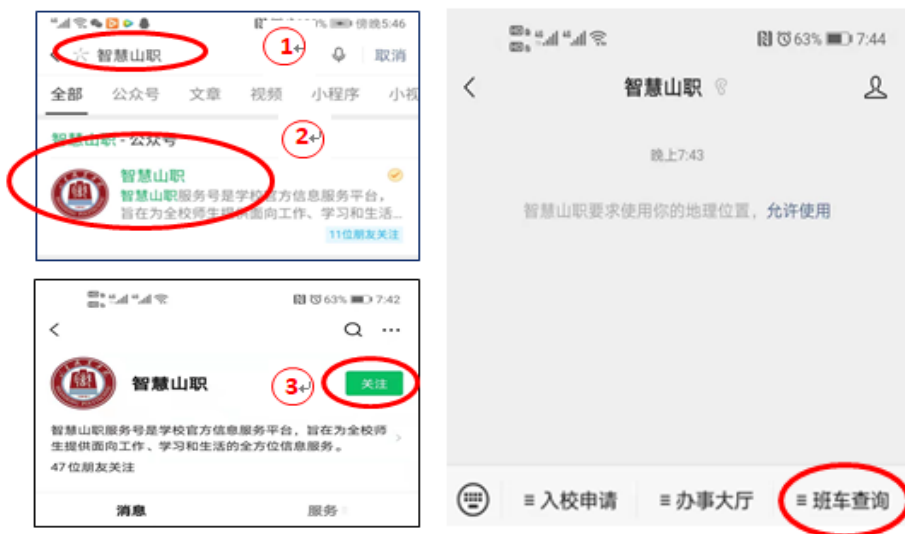 傍晚5:46
智慧山职
取消
1
全部 公众号 文章 视频 小程序 小视
2
智慧山职 - 公众号
智慧山职
智慧山职服务号是学校官方信息服务平台，
旨在为全校师生提供面向工作、学习和生活...
11位朋友关注
63% 7:42
智慧山职
3
关注
智慧山职服务号是学校官方信息服务平台，旨在为全校师
生提供面向工作、学习和生活的全方位信息服务。
47位朋友关注
消息 服务
63% 7:44
智慧山职
晚上7:43
智慧山职要求使用你的地理位置，允许使用
入校申请 办事大厅 班车查询